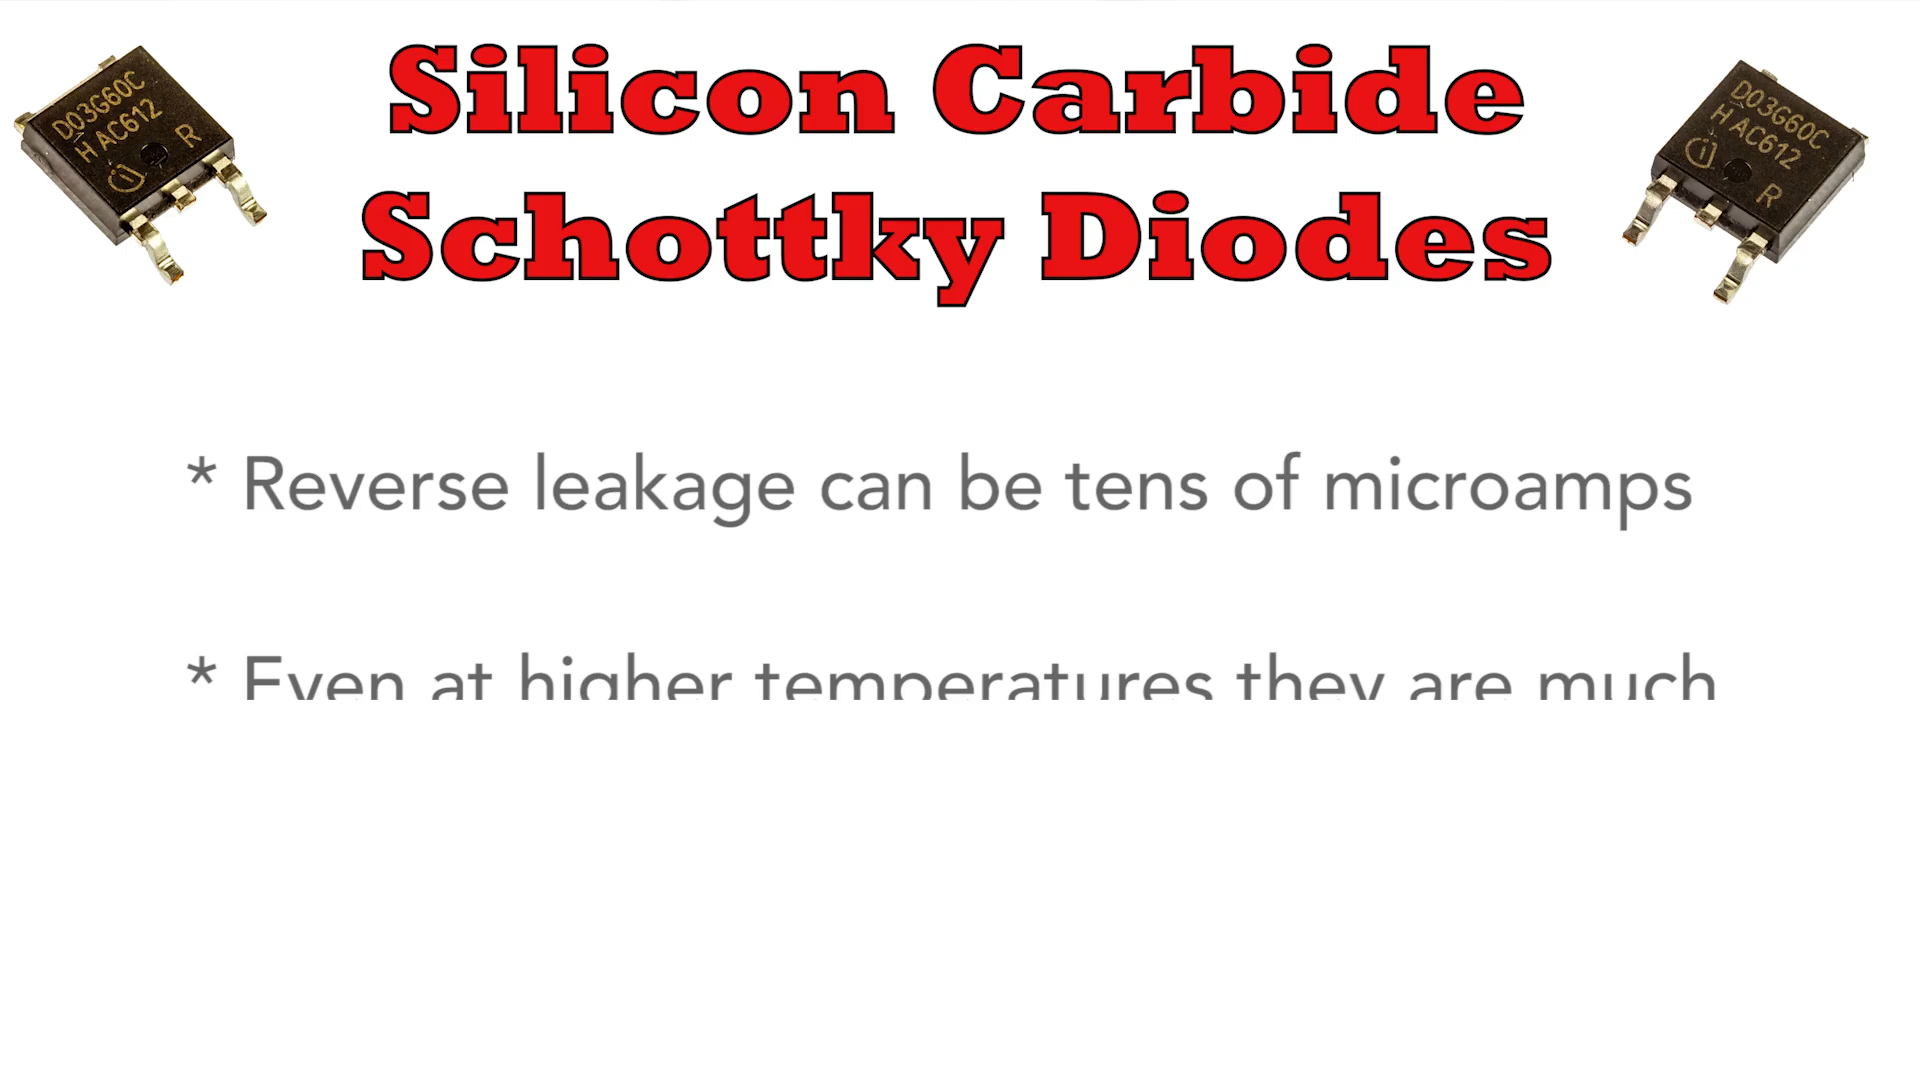 Silicon Carbide
Schottky Diodes
D03G60C
H AC612
R
D03G60C
H AC612
R
* Reverse leakage can be tens of microamps
* Even at higher temperatures they are much